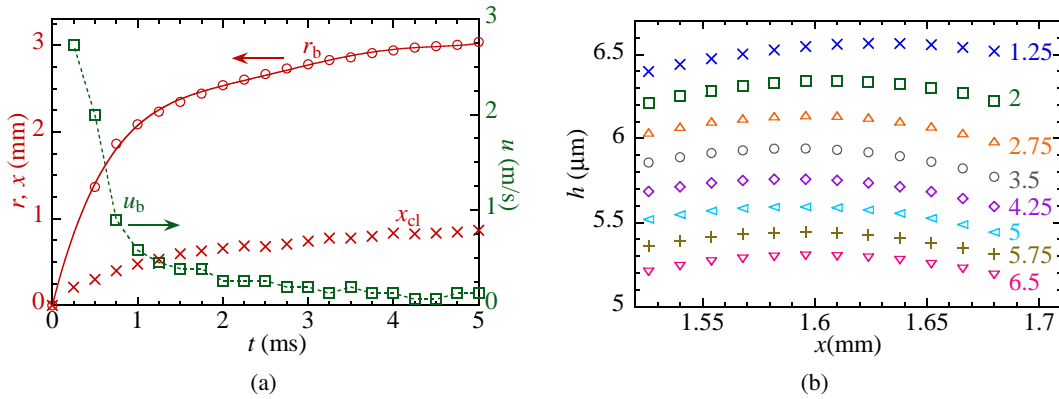 3
2
1
0
r, x (mm)
r_b
u_b
x_cl
3
2
1
0
u (m/s)
0 1 2 3 4 5
t (ms)
(a)
6.5
6
5.5
5
h (μm)
1.25
2
2.75
3.5
4.25
5
5.75
6.5
1.55 1.6 1.65 1.7
x(mm)
(b)